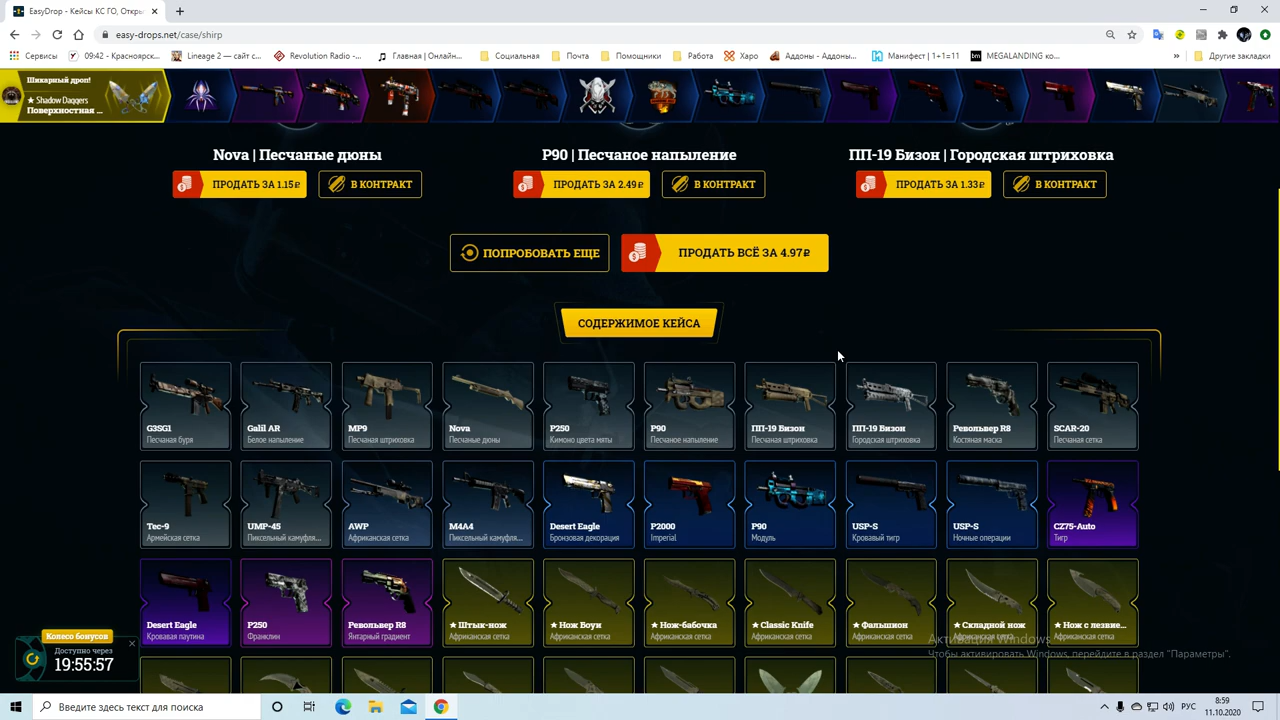 EasyDrop - Кейсы КС ГО, Открыт
easy-drops.net/case/shirp
Сервисы
09:42 - Красноярск...
Lineage 2 — сайт с...
Revolution Radio -...
Главная | Онлайн...
Социальная
Почта
Помощники
Работа
Харо
Аддоны - Аддоны...
Манифест | 1+1=11
MEGALANDING ко...
»
Другие закладки
Шикарный дроп!
★ Shadow Daggers
Поверхностная ...
Nova | Песчаные дюны
P90 | Песчаное напыление
ПП-19 Бизон | Городская штриховка
ПРОДАТЬ ЗА 1.15₽
В КОНТРАКТ
ПРОДАТЬ ЗА 2.49₽
В КОНТРАКТ
ПРОДАТЬ ЗА 1.33₽
В КОНТРАКТ
ПОПРОБОВАТЬ ЕЩЕ
ПРОДАТЬ ВСЁ ЗА 4.97₽
СОДЕРЖИМОЕ КЕЙСА
G3SG1
Песчаная буря
Galil AR
Белое напыление
MP9
Песчаная штриховка
Nova
Песчаные дюны
P250
Кимоно цвета мяты
P90
Песчаное напыление
ПП-19 Бизон
Песчаная штриховка
ПП-19 Бизон
Городская штриховка
Револьвер R8
Костяная маска
SCAR-20
Песчаная сетка
Tec-9
Армейская сетка
UMP-45
Пиксельный камуфля...
AWP
Африканская сетка
M4A4
Пиксельный камуфля...
Desert Eagle
Бронзовая декорация
P2000
Imperial
P90
Модуль
USP-S
Кровавый тигр
USP-S
Ночные операции
CZ75-Auto
Тигр
Desert Eagle
Кровавая паутина
P250
Франклин
Револьвер R8
Янтарный градиент
★ Штык-нож
Африканская сетка
★ Нож Боуи
Африканская сетка
★ Нож-бабочка
Африканская сетка
★ Classic Knife
Африканская сетка
★ Фальшион
Африканская сетка
★ Складной нож
Африканская сетка
★ Нож с лезвие...
Африканская сетка
Колесо бонусов
Доступно через
19:55:57
Активация Windows
Чтобы активировать Windows, перейдите в раздел "Параметры".
Введите здесь текст для поиска
РУС
8:59
11.10.2020